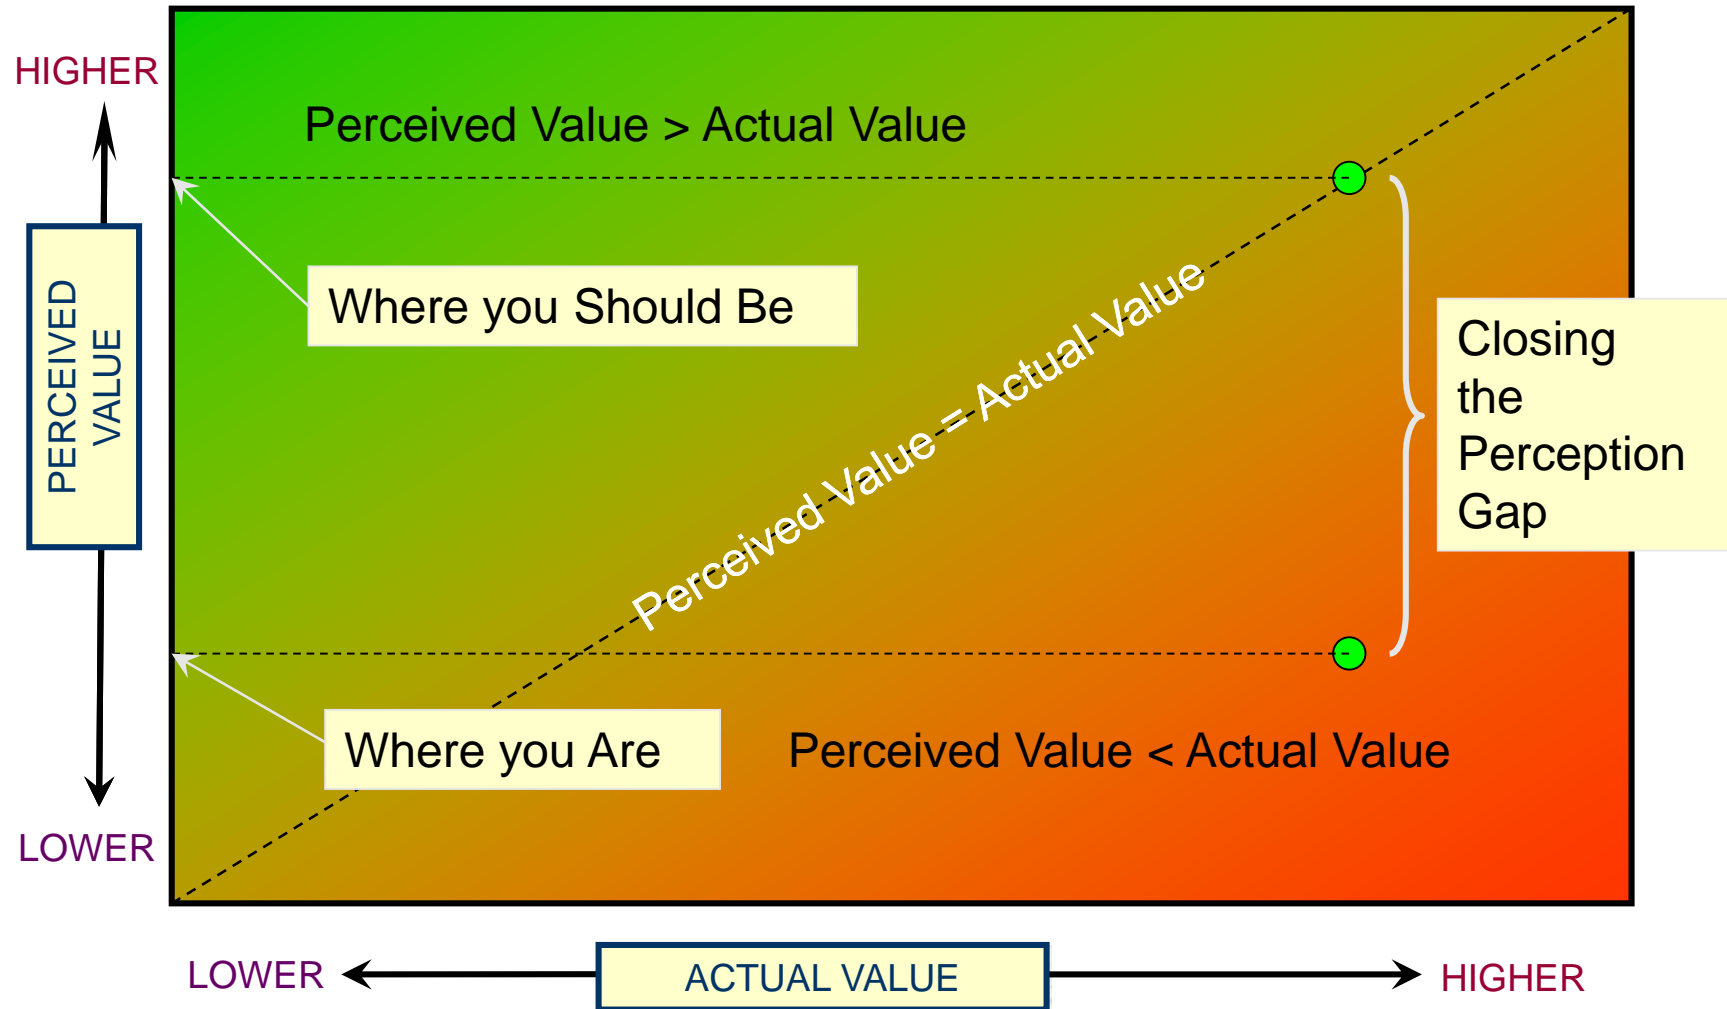 HIGHER
Perceived Value > Actual Value
Where you Should Be
PERCEIVED
VALUE
Perceived Value = Actual Value
Closing
the
Perception
Gap
Where you Are
Perceived Value < Actual Value
LOWER
LOWER
ACTUAL VALUE
HIGHER